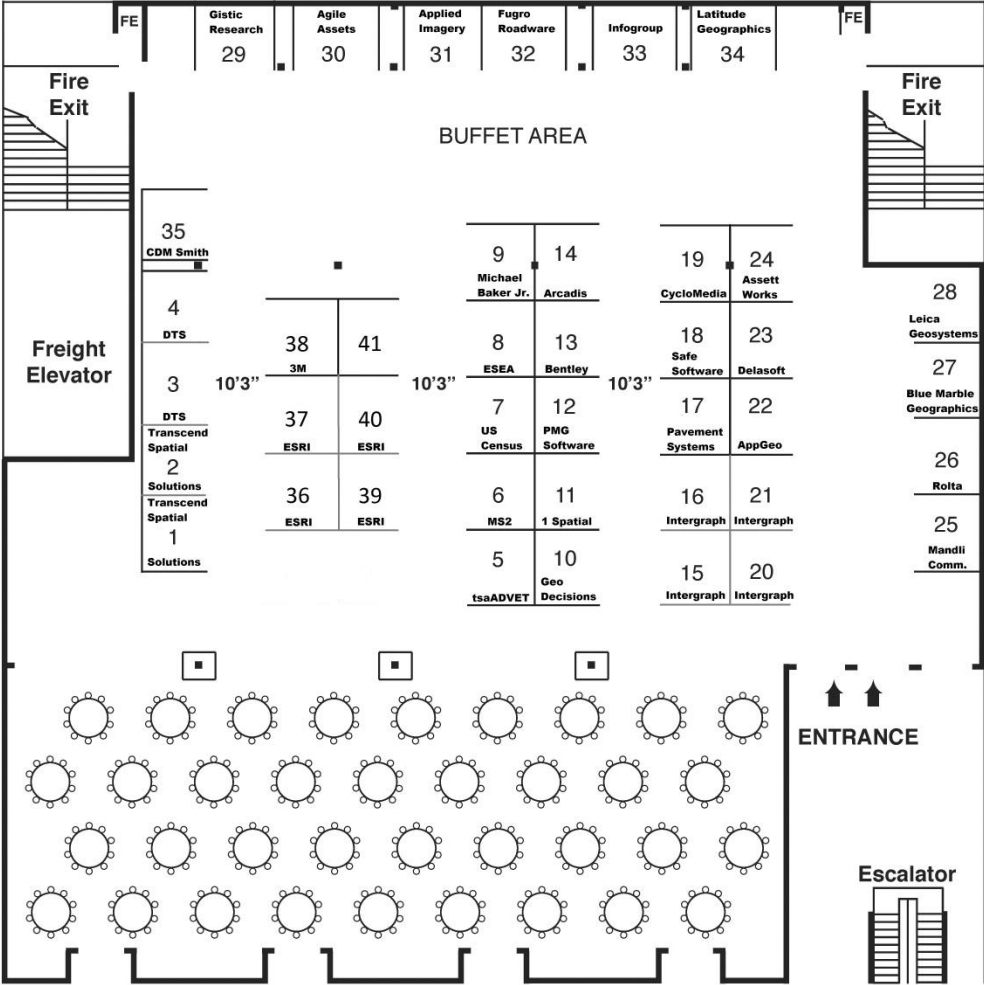 FE
Gistic
Research
29
Agile
Assets
30
Applied
Imagery
31
Fugro
Roadware
32
Infogroup
33
Latitude
Geographics
34
FE
Fire
Exit
Fire
Exit
BUFFET AREA
35
CDM Smith
4
DTS
3
DTS
Transcend
Spatial
2
Solutions
Transcend
Spatial
1
Solutions
Freight
Elevator
10'3”
38
3M
41
37
ESRI
40
ESRI
36
ESRI
39
ESRI
10'3”
9
Michael
Baker Jr.
14
Arcadis
8
ESEA
13
Bentley
7
US
Census
12
PMG
Software
6
MS2
11
1 Spatial
5
tsaADVET
10
Geo
Decisions
10'3”
19
CycloMedia
24
Assett
Works
18
Safe
Software
23
Delasoft
17
Pavement
Systems
22
AppGeo
16
Intergraph
21
Intergraph
15
Intergraph
20
Intergraph
28
Leica
Geosystems
27
Blue Marble
Geographics
26
Rolta
25
Mandli
Comm.
ENTRANCE
Escalator